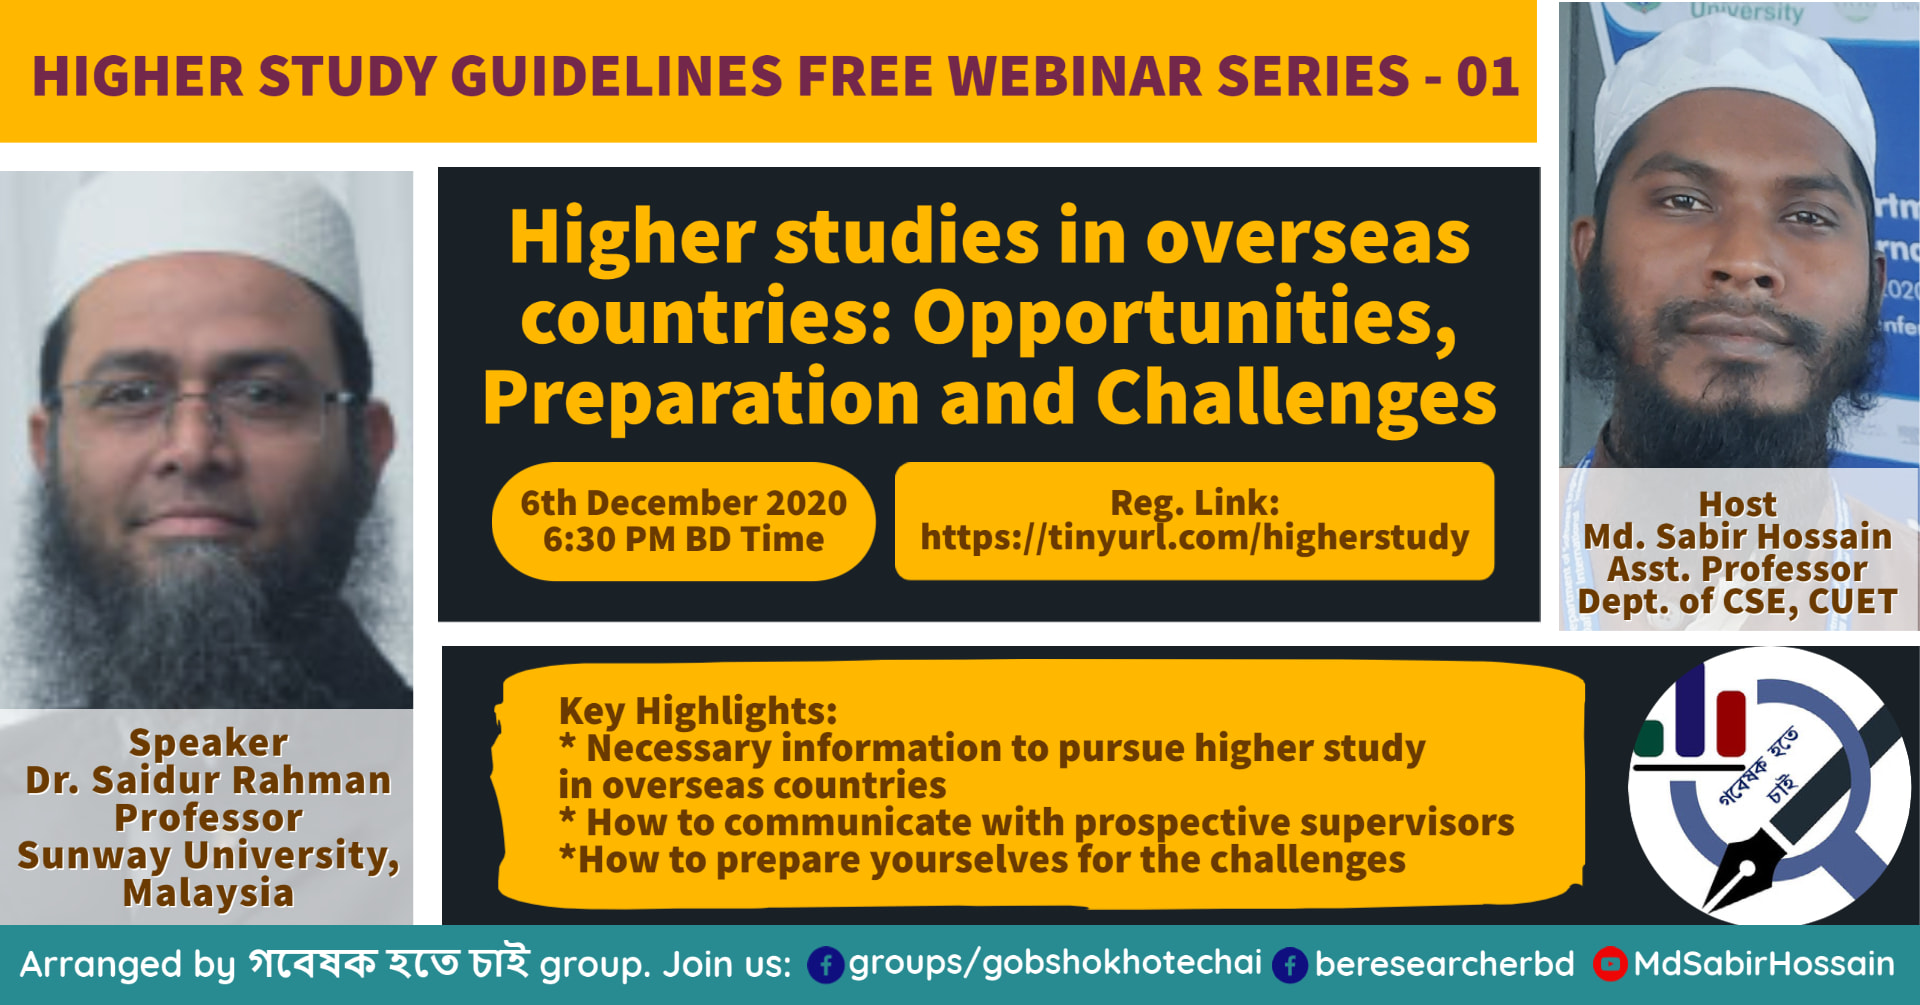 HIGHER STUDY GUIDELINES FREE WEBINAR SERIES - 01
University
Higher studies in overseas
countries: Opportunities,
Preparation and Challenges
6th December 2020
6:30 PM BD Time
Reg. Link:
https://tinyurl.com/higherstudy
Host
Md. Sabir Hossain
Asst. Professor
Dept. of CSE, CUET
Speaker
Dr. Saidur Rahman
Professor
Sunway University,
Malaysia
Key Highlights:
* Necessary information to pursue higher study
in overseas countries
* How to communicate with prospective supervisors
*How to prepare yourselves for the challenges
গবেষক হতে
চাই
Arranged by গবেষক হতে চাই group. Join us: groups/gobshokhotechai beresearcherbd MdSabirHossain